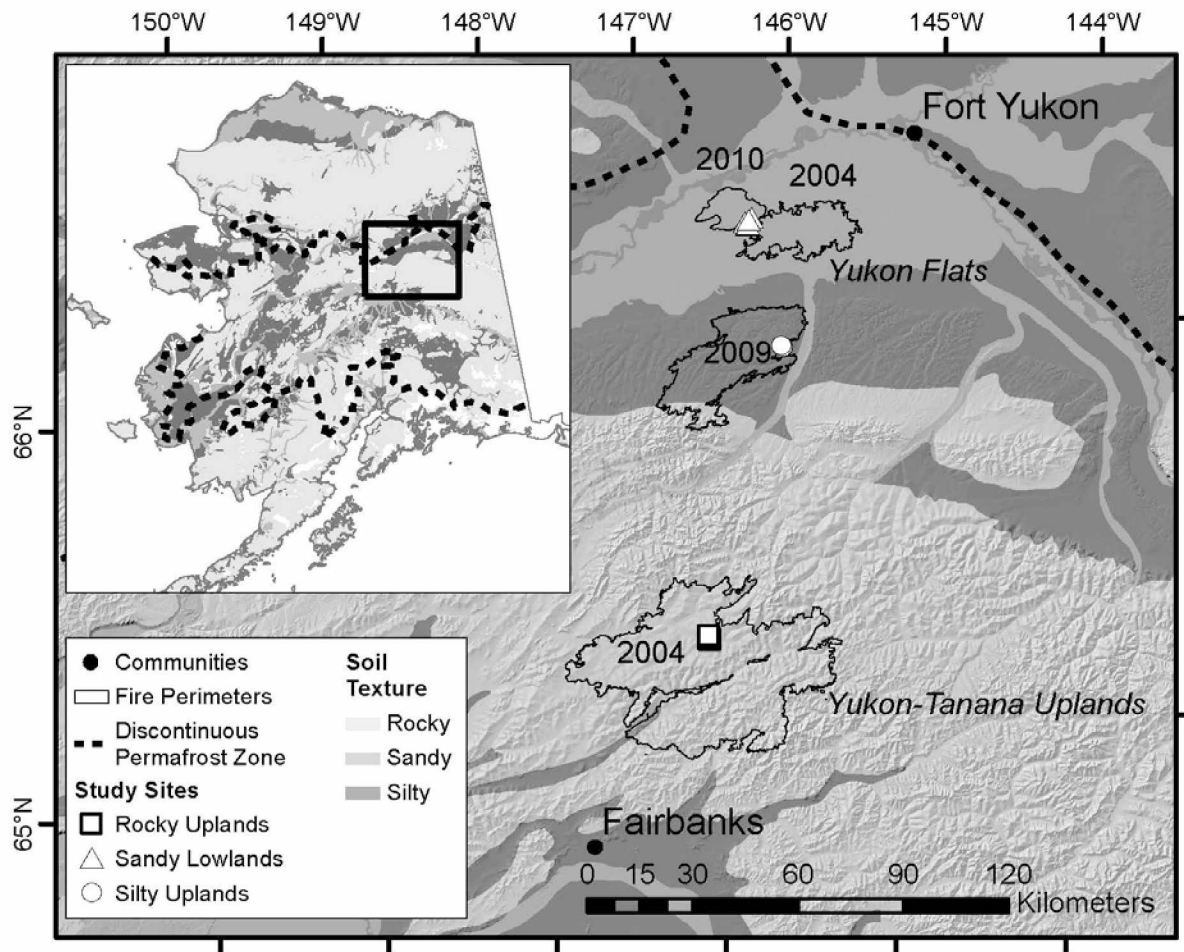 150°W 149°W 148°W 147°W 146°W 145°W 144°W
Fort Yukon
2010
2004
Yukon Flats
2009
66°N
2004
Yukon-Tanana Uplands
65°N
Fairbanks
0 15 30 60 90 120
Kilometers
Communities
Fire Perimeters
Discontinuous
Permafrost Zone
Study Sites
Rocky Uplands
Sandy Lowlands
Silty Uplands
Soil
Texture
Rocky
Sandy
Silty